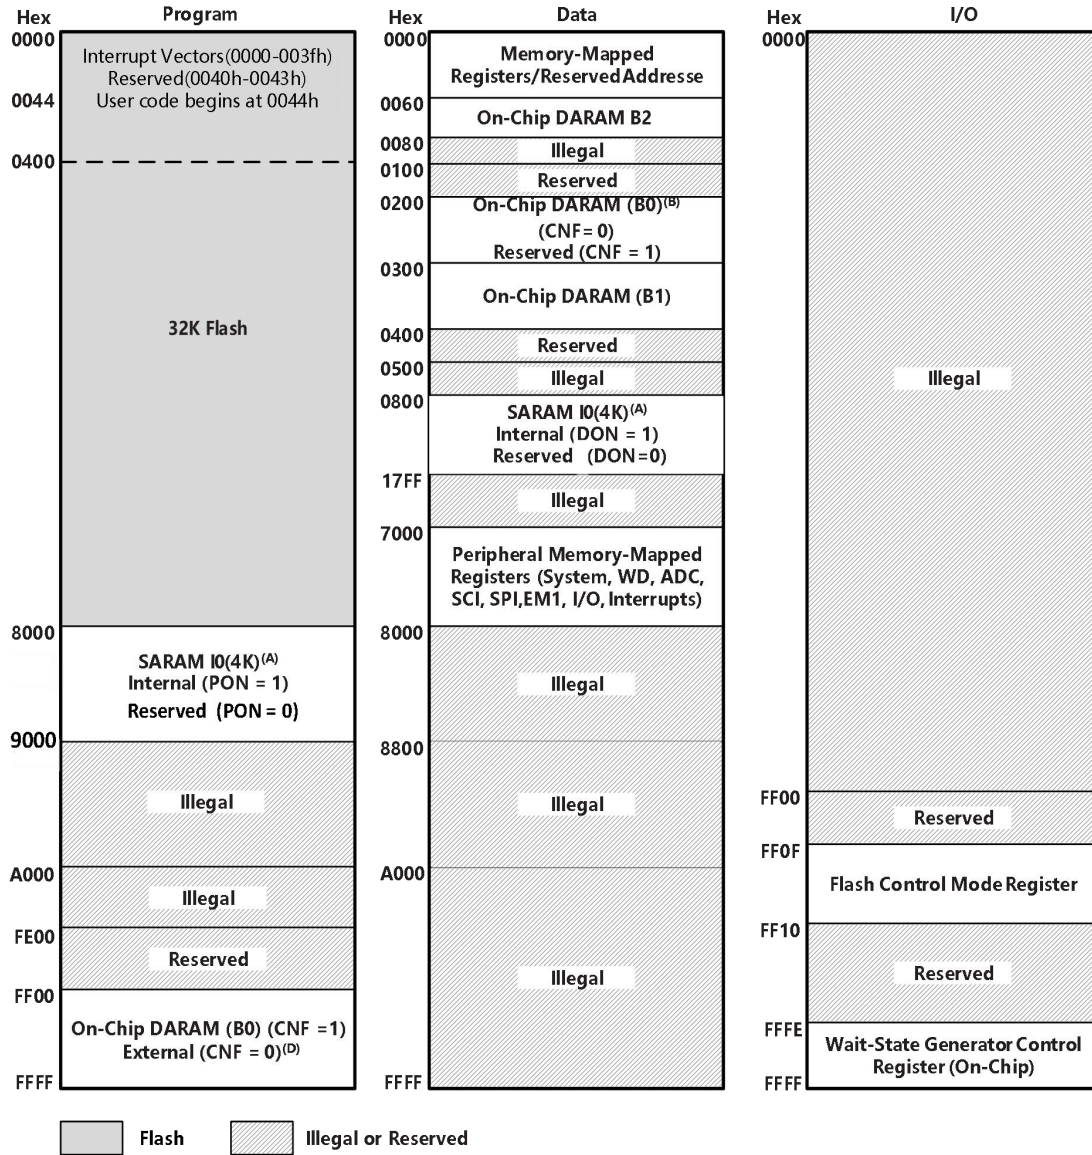 Hex Program
0000
Interrupt Vectors(0000-003fh)
Reserved(0040h-0043h)
0044
User code begins at 0044h
0400
32K Flash
8000
SARAM I0(4K)(A)
Internal (PON = 1)
Reserved (PON = 0)
9000
Illegal
A000
Illegal
FE00
Reserved
FF00
On-Chip DARAM (B0) (CNF =1)
External (CNF = 0)(D)
FFFF
Hex Data
0000
Memory-Mapped
Registers/Reserved Addresse
0060
On-Chip DARAM B2
0080
Illegal
0100
Reserved
0200
On-Chip DARAM (B0)(B)
(CNF= 0)
Reserved (CNF = 1)
0300
On-Chip DARAM (B1)
0400
Reserved
0500
Illegal
0800
SARAM I0(4K)(A)
Internal (DON = 1)
Reserved (DON=0)
17FF
Illegal
7000
Peripheral Memory-Mapped
Registers (System, WD, ADC,
SCI, SPI,EM1, I/O, Interrupts)
8000
Illegal
8800
Illegal
A000
Illegal
FFFF
Hex I/O
0000
Illegal
FF00
Reserved
FF0F
Flash Control Mode Register
FF10
Reserved
FFFE
Wait-State Generator Control
Register (On-Chip)
FFFF
Flash
Illegal or Reserved